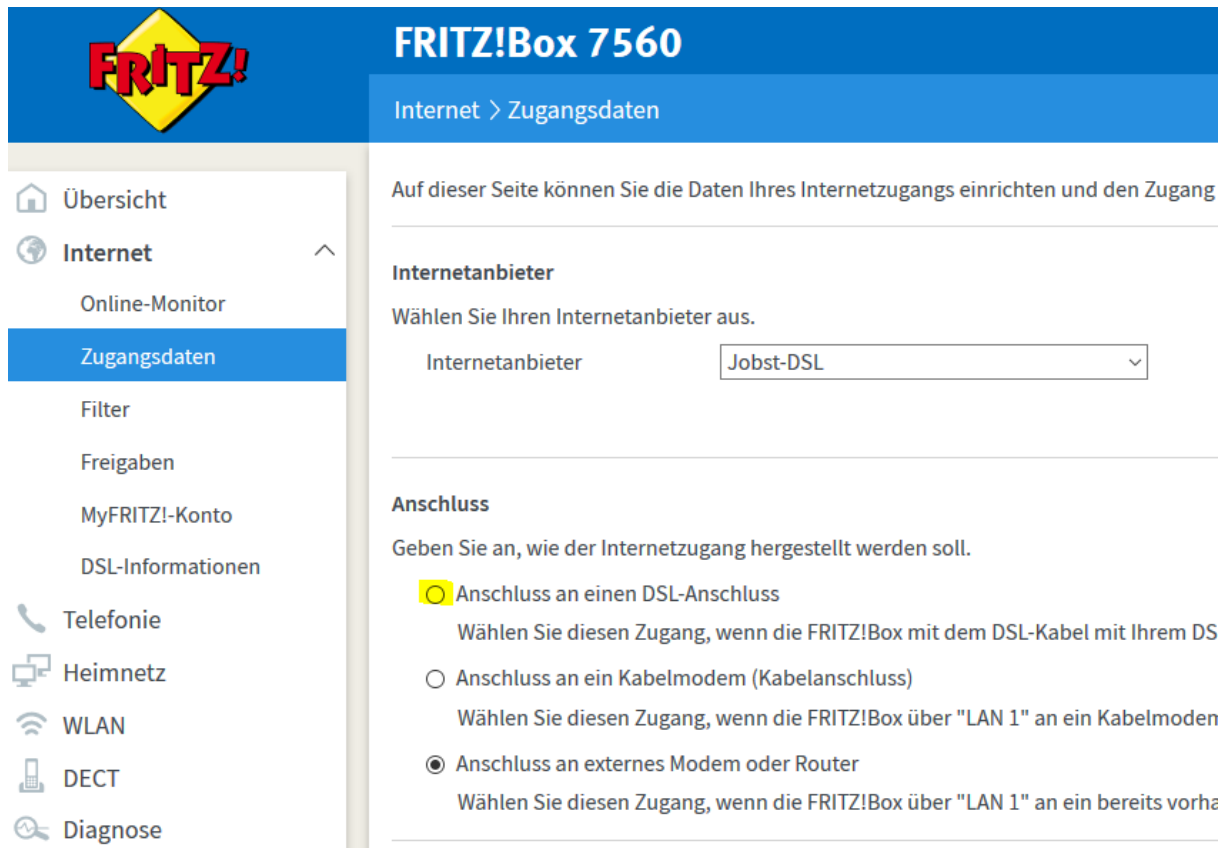 FRITZ!
FRITZ!Box 7560
Internet > Zugangsdaten
Übersicht
Internet
Online-Monitor
Zugangsdaten
Filter
Freigaben
MyFRITZ!-Konto
DSL-Informationen
Telefonie
Heimnetz
WLAN
DECT
Diagnose
Auf dieser Seite können Sie die Daten Ihres Internetzugangs einrichten und den Zugang
Internetanbieter
Wählen Sie Ihren Internetanbieter aus.
Internetanbieter Jobst-DSL
Anschluss
Geben Sie an, wie der Internetzugang hergestellt werden soll.
Anschluss an einen DSL-Anschluss
Wählen Sie diesen Zugang, wenn die FRITZ!Box mit dem DSL-Kabel mit Ihrem DS
Anschluss an ein Kabelmodem (Kabelanschluss)
Wählen Sie diesen Zugang, wenn die FRITZ!Box über "LAN 1" an ein Kabelmodem
Anschluss an externes Modem oder Router
Wählen Sie diesen Zugang, wenn die FRITZ!Box über "LAN 1" an ein bereits vorha